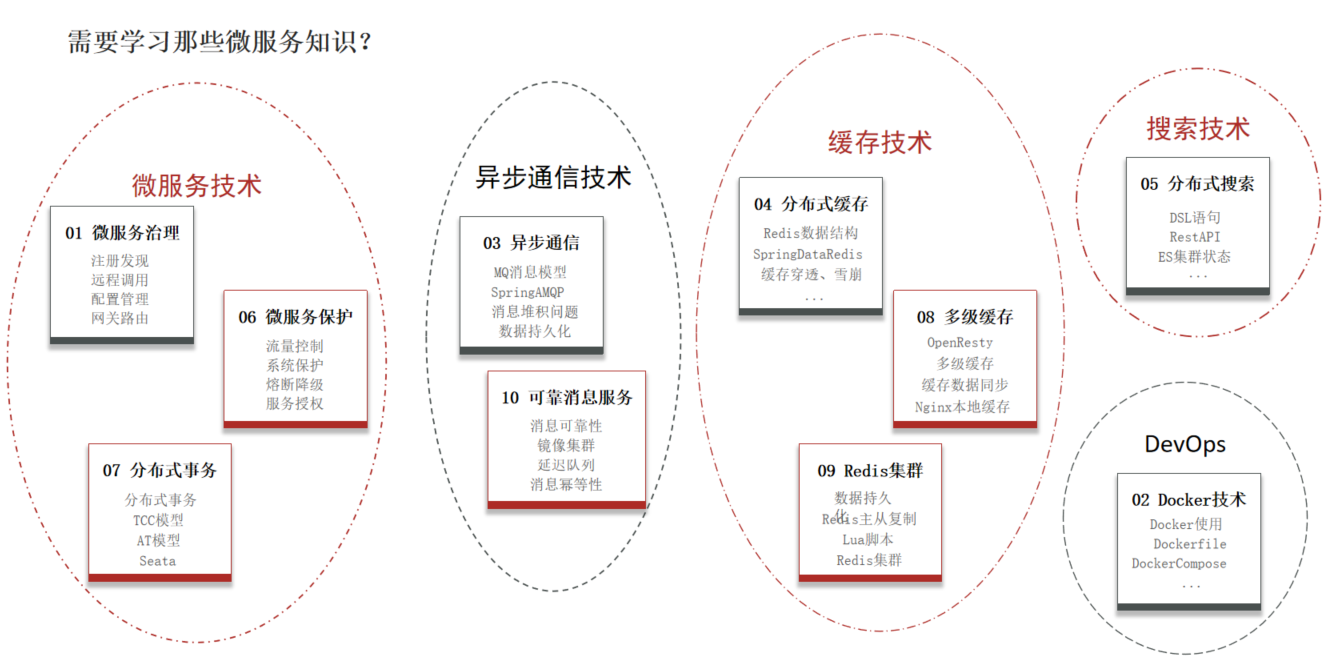 需要学习那些微服务知识？
微服务技术
01 微服务治理
注册发现
远程调用
配置管理
网关路由
06 微服务保护
流量控制
系统保护
熔断降级
服务授权
07 分布式事务
分布式事务
TCC模型
AT模型
Seata
异步通信技术
03 异步通信
MQ消息模型
SpringAMQP
消息堆积问题
数据持久化
10 可靠消息服务
消息可靠性
镜像集群
延迟队列
消息幂等性
缓存技术
04 分布式缓存
Redis数据结构
SpringDataRedis
缓存穿透、雪崩
...
08 多级缓存
OpenResty
多级缓存
缓存数据同步
Nginx本地缓存
09 Redis集群
数据持久
化
Redis主从复制
Lua脚本
Redis集群
搜索技术
05 分布式搜索
DSL语句
RestAPI
ES集群状态
...
DevOps
02 Docker技术
Docker使用
Dockerfile
DockerCompose
...